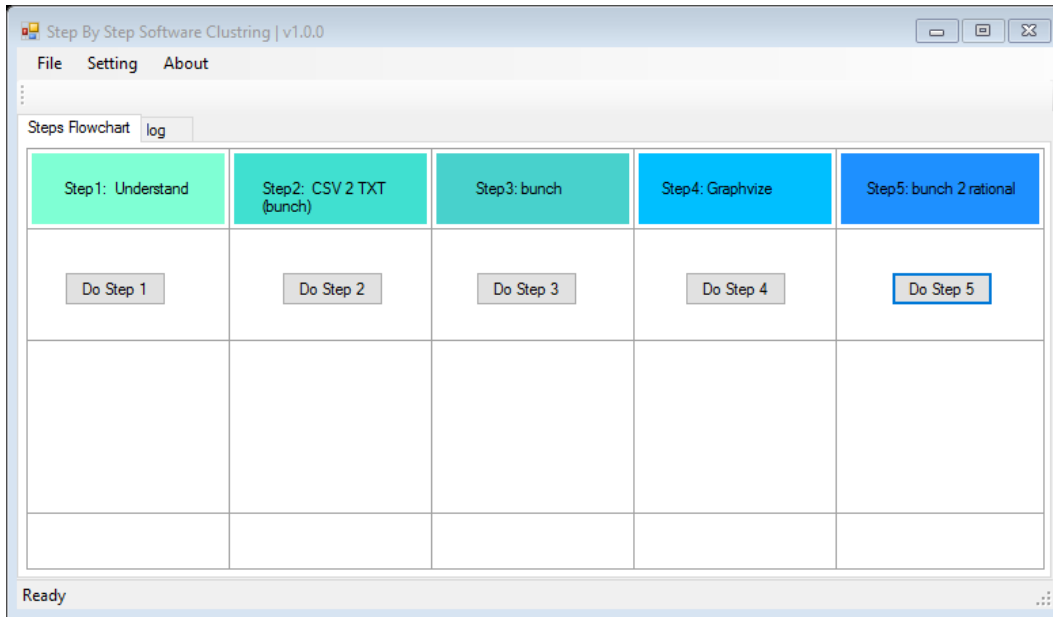 Step By Step Software Clustring | v1.0.0
File Setting About
Steps Flowchart log
Step1: Understand
Step2: CSV 2 TXT
(bunch)
Step3: bunch
Step4: Graphvize
Step5: bunch 2 rational
Do Step 1
Do Step 2
Do Step 3
Do Step 4
Do Step 5
Ready